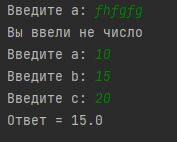 Введите a: fhfgfg
Вы ввели не число
Введите a: 10
Введите b: 15
Введите c: 20
Ответ = 15.0